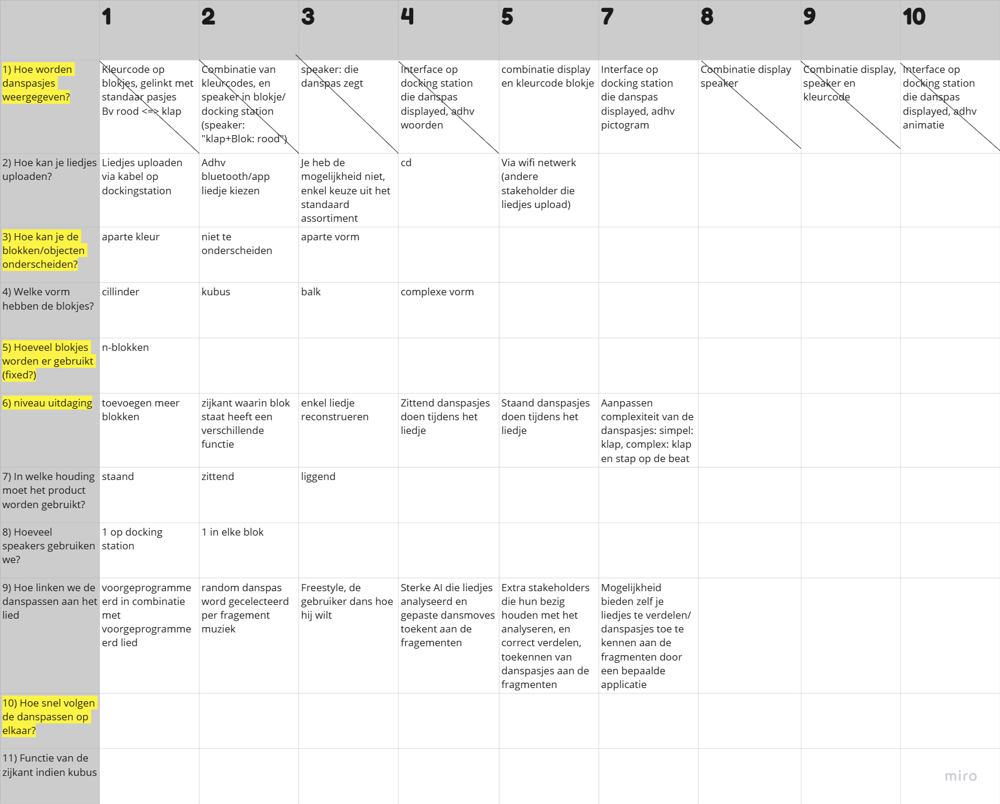 1 2 3 4 5 7 8 9 10
1) Hoe worden
danspasjes
weergegeven?
Kleurcode op
blokjes, gelinkt met
standaar pasjes
Bv rood <=> klap
Combinatie van
kleurcodes, en
speaker in blokje/
docking station
(speaker:
"klap+Blok: rood")
speaker: die
danspas zegt
Interface op
docking station
die danspas
displayed, adhv
woorden
combinatie display
en kleurcode blokje
Interface op
docking station
die danspas
displayed, adhv
pictogram
Combinatie display
speaker
Combinatie display,
speaker en
kleurcode
Interface op
docking station
die danspas
displayed, adhv
animatie
2) Hoe kan je liedjes
uploaden?
Liedjes uploaden
via kabel op
dockingstation
Adhv
bluetooth/app
liedje kiezen
Je heb de
mogelijkheid niet,
enkel keuze uit het
standaard
assortiment
cd
Via wifi netwerk
(andere
stakeholder die
liedjes upload)
3) Hoe kan je de
blokken/objecten
onderscheiden?
aparte kleur
niet te
onderscheiden
aparte vorm
4) Welke vorm
hebben de blokjes?
cillinder
kubus
balk
complexe vorm
5) Hoeveel blokjes
worden er gebruikt
(fixed?)
n-blokken
6) niveau uitdaging
toevoegen meer
blokken
zijkant waarin blok
staat heeft een
verschillende
functie
enkel liedje
reconstrueren
Zittend danspasjes
doen tijdens het
liedje
Staand danspasjes
doen tijdens het
liedje
Aanpassen
complexiteit van de
danspasjes: simpel:
klap, complex: klap
en stap op de beat
7) In welke houding
moet het product
worden gebruikt?
staand
zittend
liggend
8) Hoeveel
speakers gebruiken
we?
1 op docking
station
1 in elke blok
9) Hoe linken we de
danspassen aan het
lied
voorgeprogramme
erd in combinatie
met
voorgeprogramme
erd lied
random danspas
word gecelecteerd
per fragement
muziek
Freestyle, de
gebruiker dans hoe
hij wilt
Sterke AI die liedjes
analyseerd en
gepaste dansmoves
toekent aan de
fragementen
Extra stakeholders
die hun bezig
houden met het
analyseren, en
correct verdelen,
toekennen van
danspasjes aan de
fragmenten
Mogelijkheid
bieden zelf je
liedjes te verdelen/
danspasjes toe te
kennen aan de
fragmenten door
een bepaalde
applicatie
10) Hoe snel volgen
de danspassen op
elkaar?
11) Functie van de
zijkant indien kubus
miro